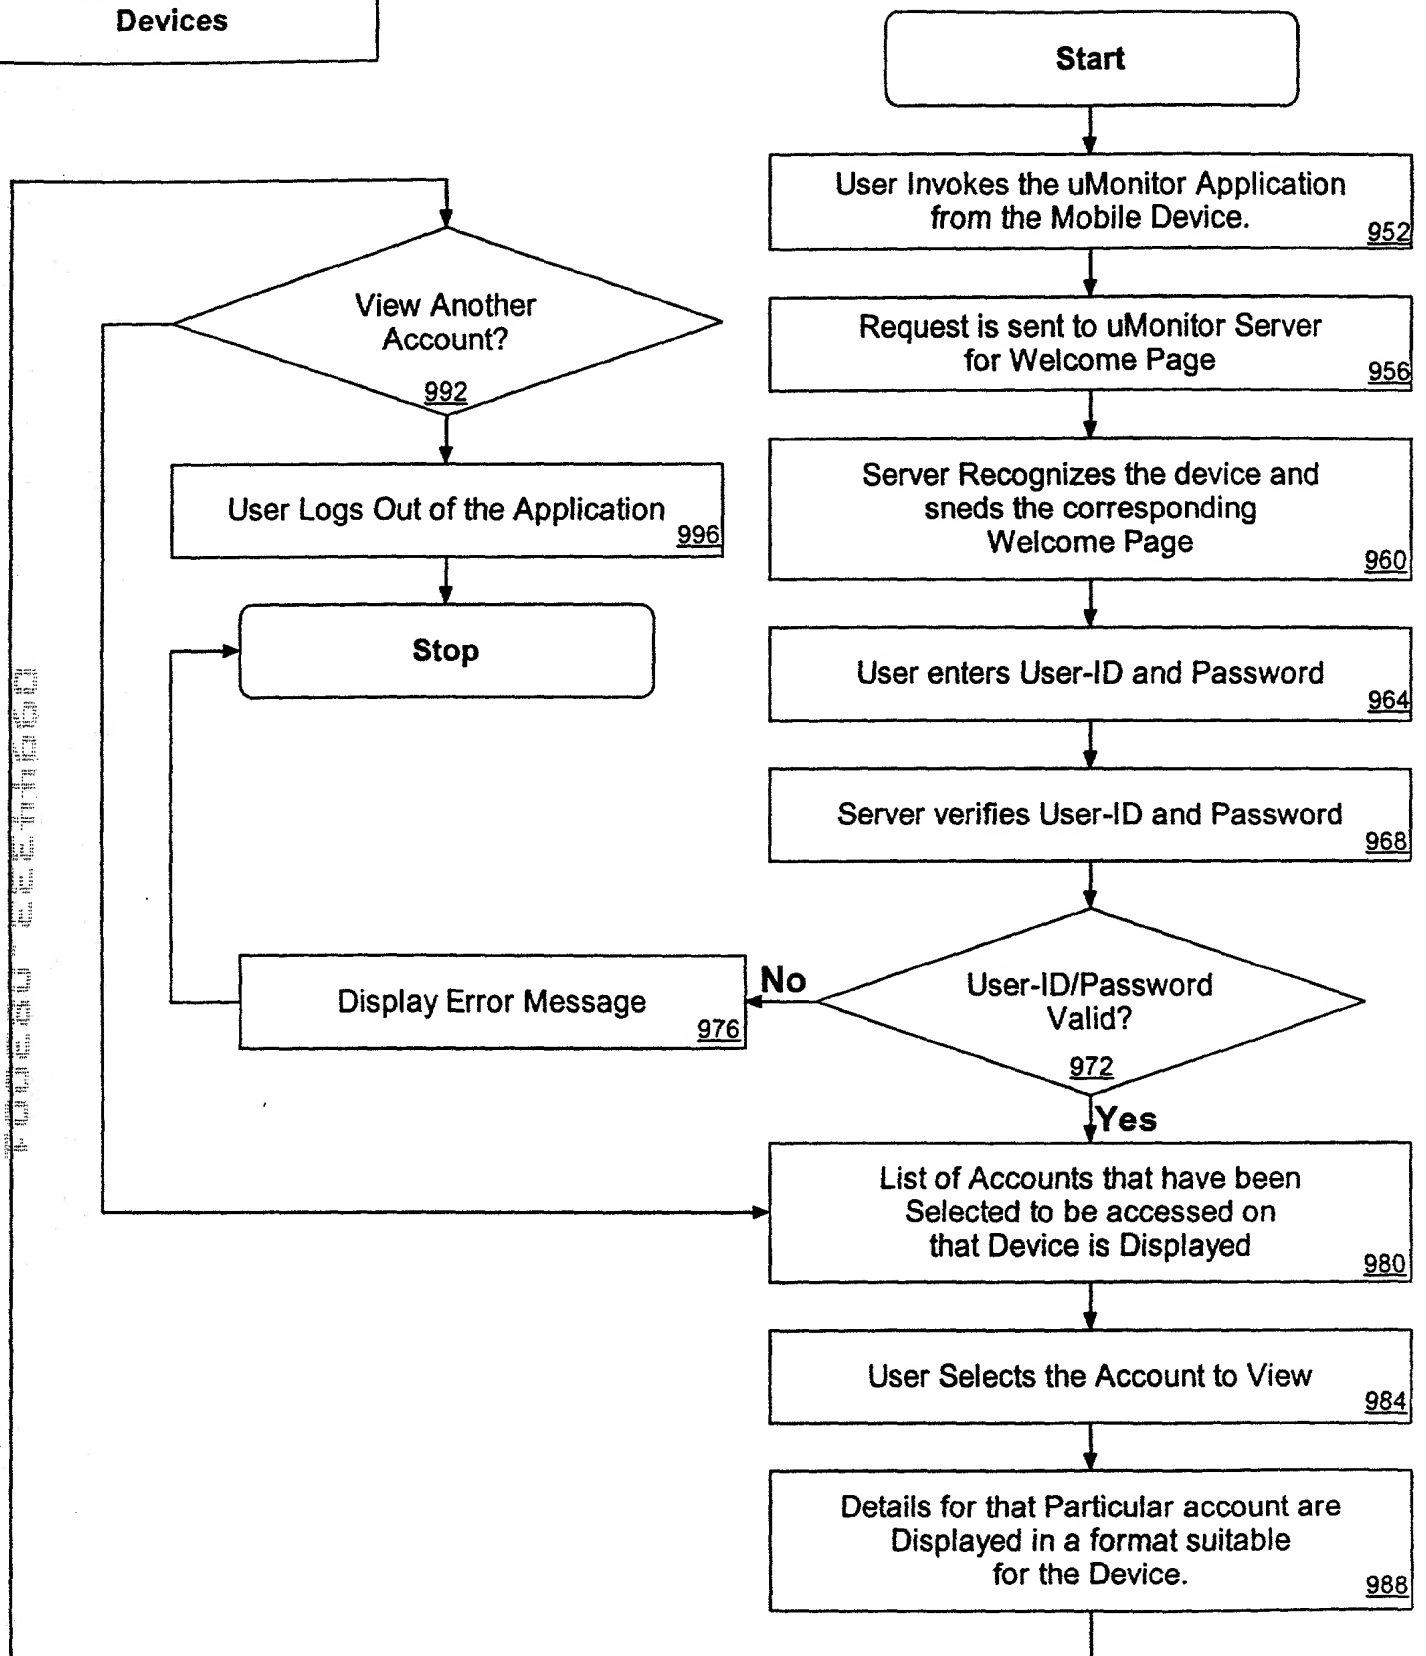 Devices
Start
User Invokes the uMonitor Application
from the Mobile Device.
952
Request is sent to uMonitor Server
for Welcome Page
956
Server Recognizes the device and
sneds the corresponding
Welcome Page
960
User enters User-ID and Password
964
Server verifies User-ID and Password
968
User-ID/Password
Valid?
972
No
Display Error Message
976
Yes
List of Accounts that have been
Selected to be accessed on
that Device is Displayed
980
User Selects the Account to View
984
Details for that Particular account are
Displayed in a format suitable
for the Device.
988
View Another
Account?
992
User Logs Out of the Application
996
Stop